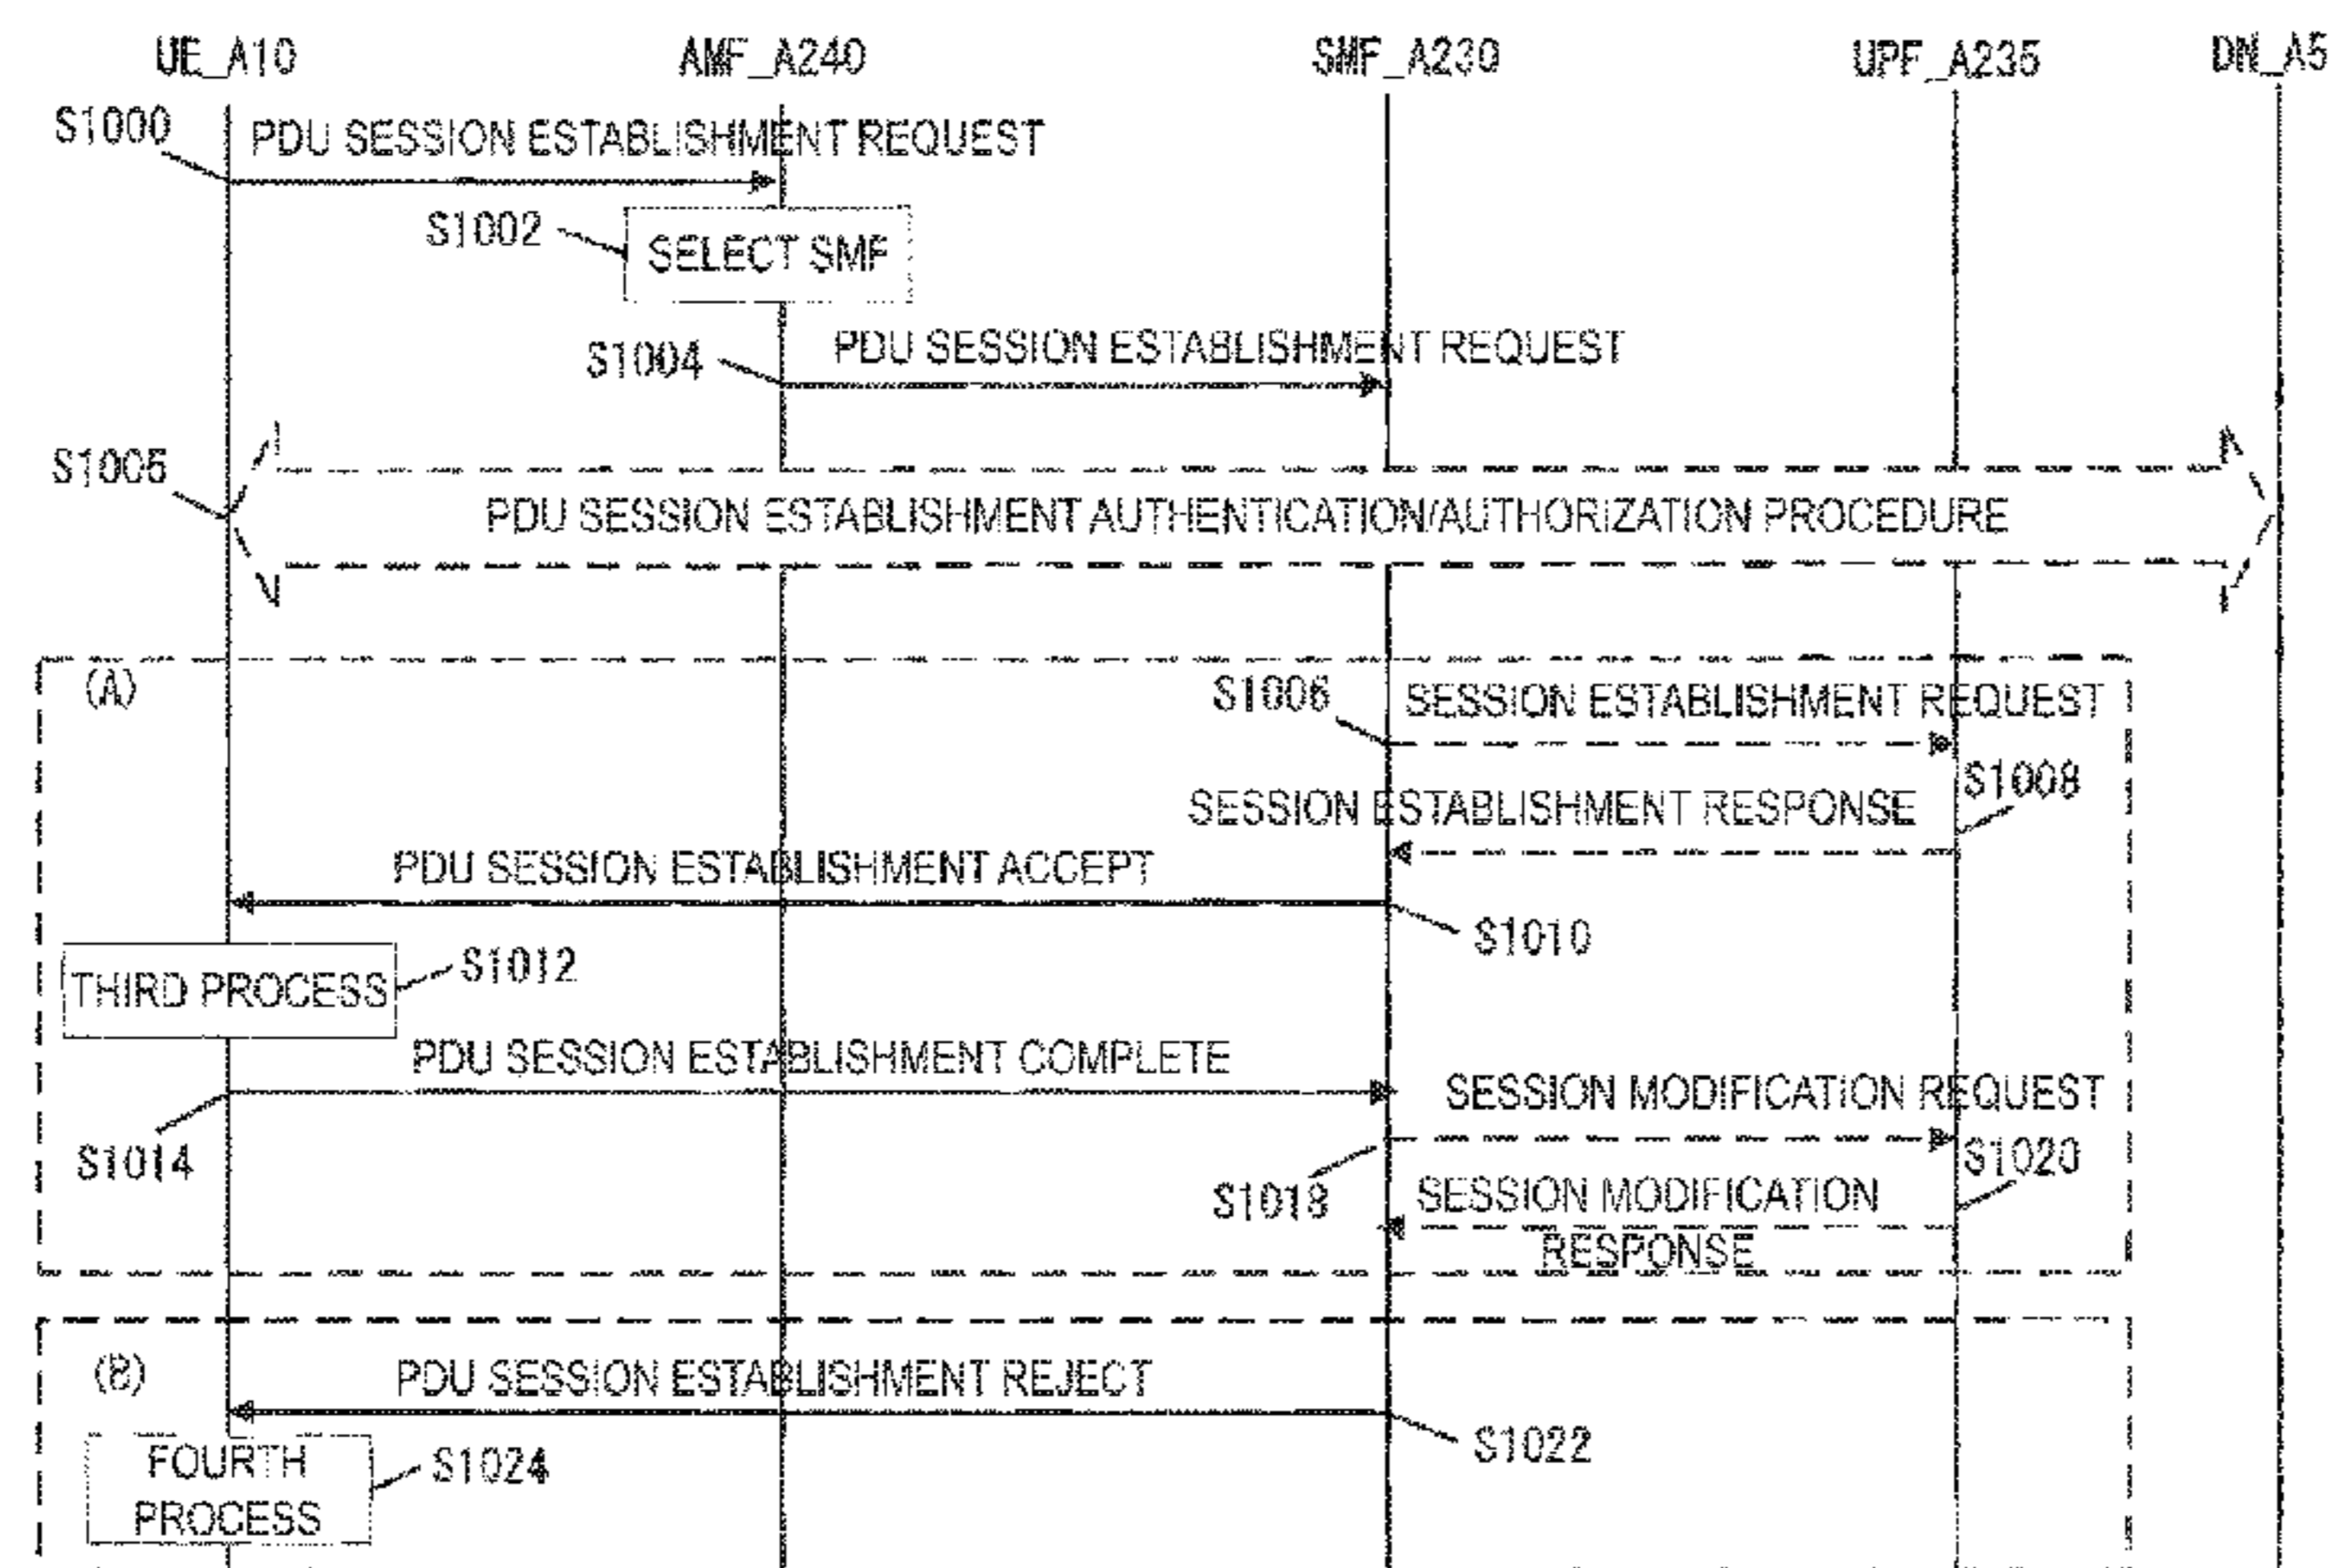 UE_A10 AMF_A240 SMF_A230 UPF_A235 DN_A5
S1000 PDU SESSION ESTABLISHMENT REQUEST
S1002 SELECT SMF
S1004 PDU SESSION ESTABLISHMENT REQUEST
S1005
PDU SESSION ESTABLISHMENT AUTHENTICATION/AUTHORIZATION PROCEDURE
(A)
S1006 SESSION ESTABLISHMENT REQUEST
S1008
SESSION ESTABLISHMENT RESPONSE
PDU SESSION ESTABLISHMENT ACCEPT
S1010
THIRD PROCESS S1012
PDU SESSION ESTABLISHMENT COMPLETE
S1014
SESSION MODIFICATION REQUEST
S1018
S1020
SESSION MODIFICATION
RESPONSE
(B)
PDU SESSION ESTABLISHMENT REJECT
S1022
FOURTH
PROCESS
S1024